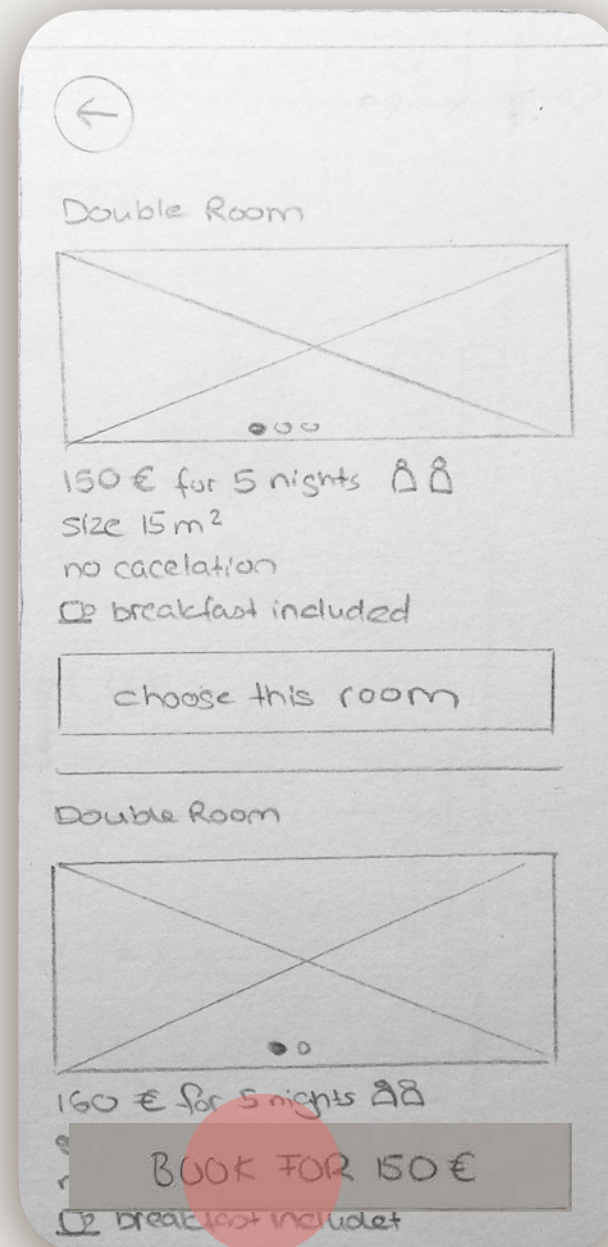 Double Room
150 € for 5 nights
size 15 m²
no cacelation
breakfast included
choose this room
Double Room
160 € for 5 nights
BOOK FOR 150 €
breakfast includet